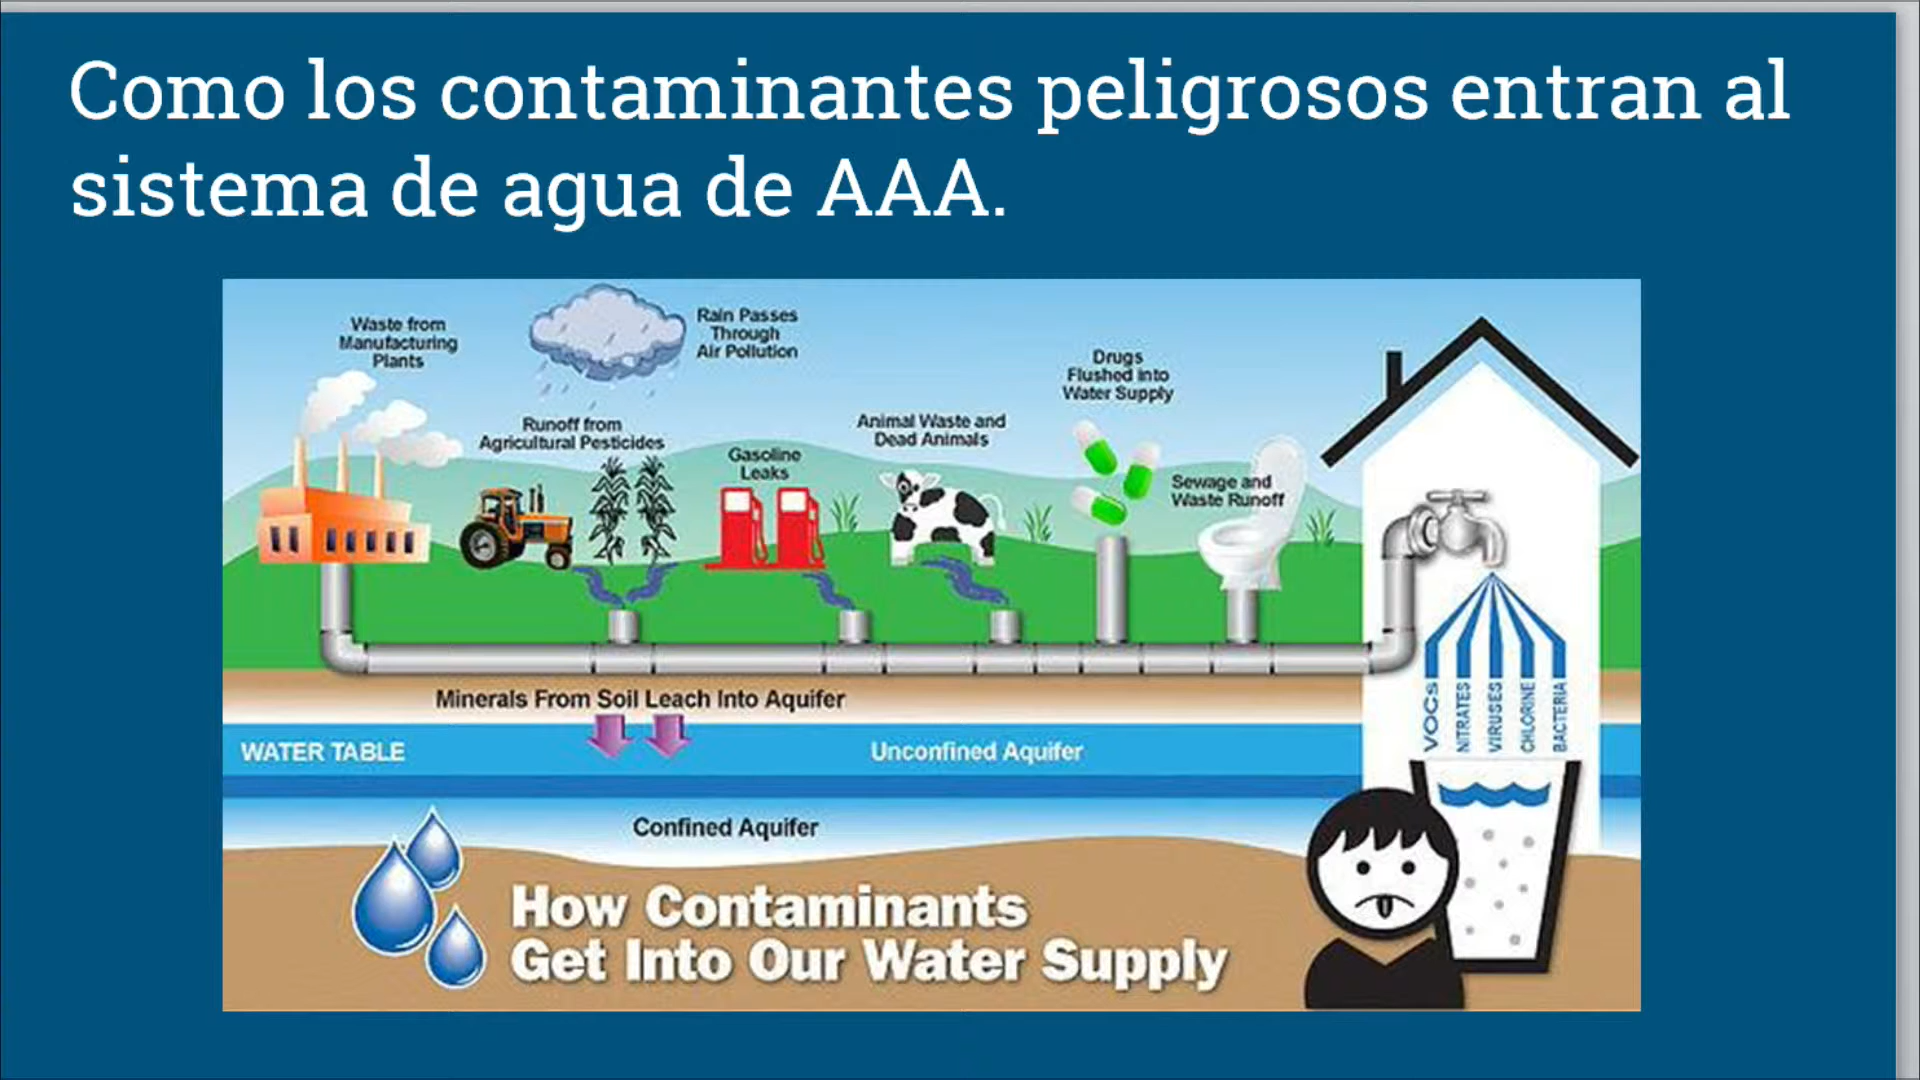 Como los contaminantes peligrosos entran al
sistema de agua de AAA.
Waste from
Manufacturing
Plants
Rain Passes
Through
Air Pollution
Runoff from
Agricultural Pesticides
Gasoline
Leaks
Animal Waste and
Dead Animals
Drugs
Flushed into
Water Supply
Sewage and
Waste Runoff
Minerals From Soil Leach Into Aquifer
WATER TABLE
Unconfined Aquifer
Confined Aquifer
VOCS
NITRATES
VIRUSES
CHLORINE
BACTERIA
How Contaminants
Get Into Our Water Supply